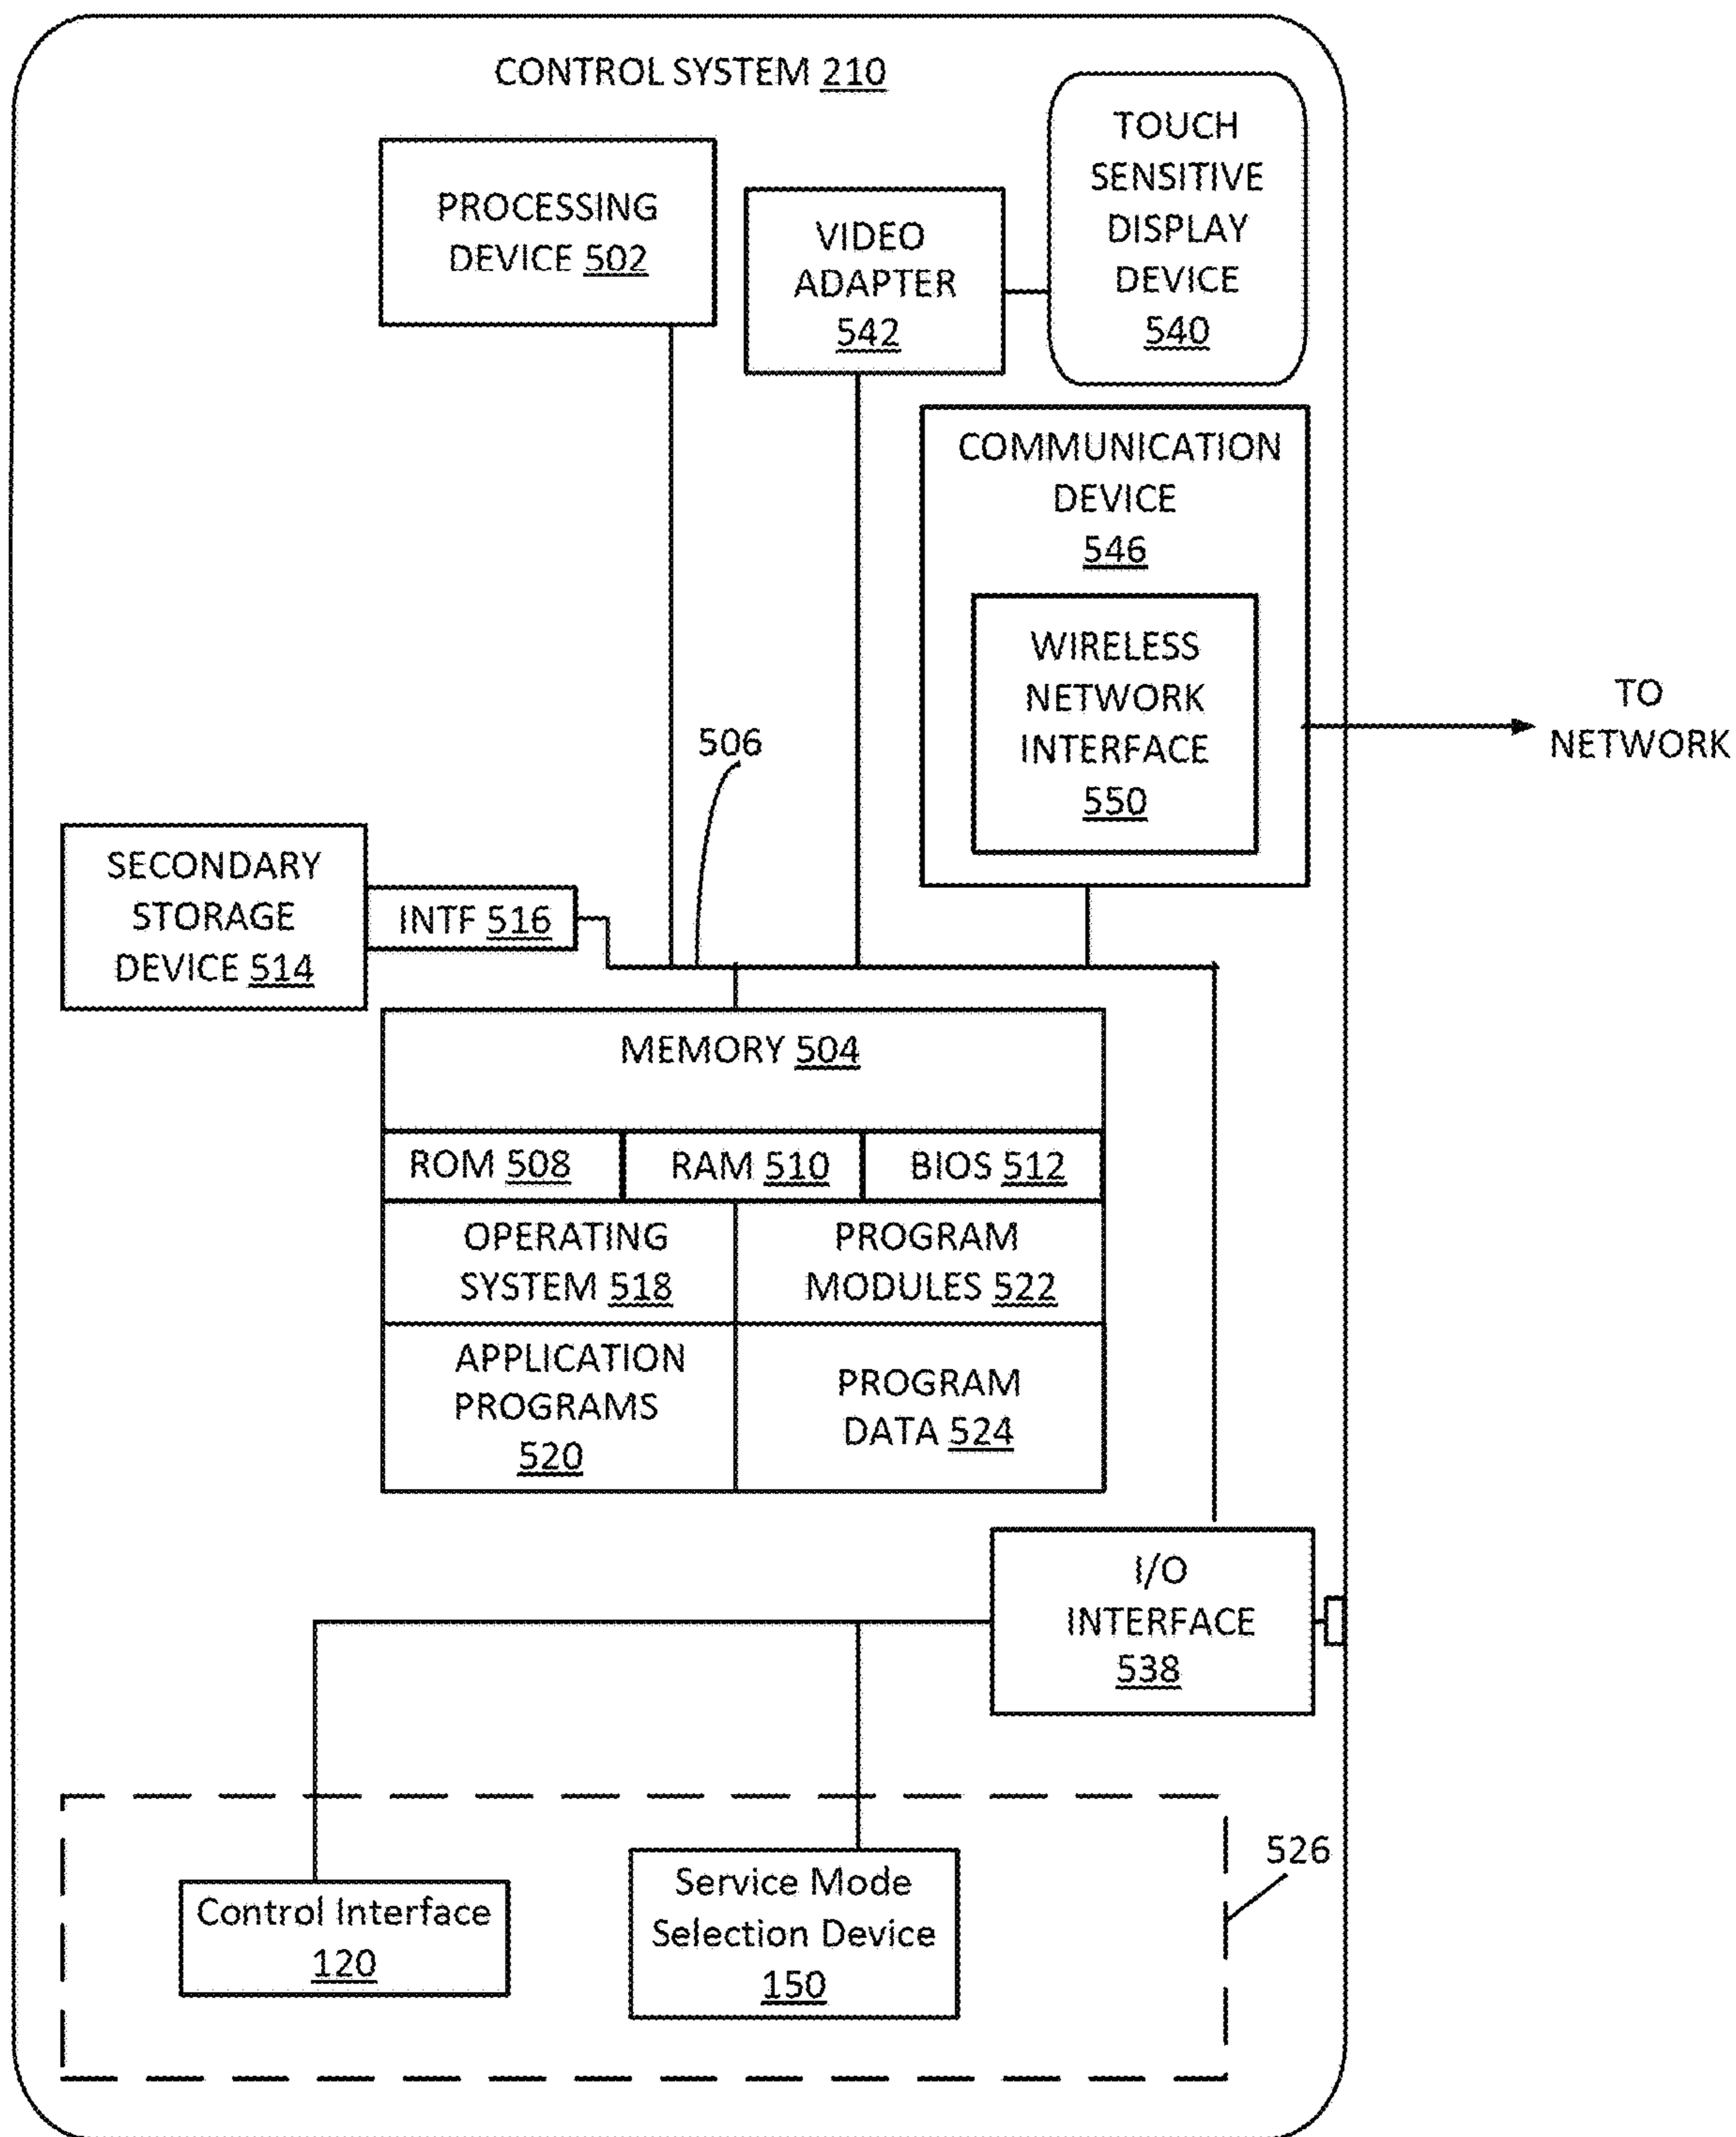 CONTROL SYSTEM 210
PROCESSING
DEVICE 502
VIDEO
ADAPTER
542
TOUCH
SENSITIVE
DISPLAY
DEVICE
540
COMMUNICATION
DEVICE
546
WIRELESS
NETWORK
INTERFACE
550
TO
NETWORK
506
SECONDARY
STORAGE
DEVICE 514
INTF 516
MEMORY 504
ROM 508
RAM 510
BIOS 512
OPERATING
SYSTEM 518
PROGRAM
MODULES 522
APPLICATION
PROGRAMS
520
PROGRAM
DATA 524
I/O
INTERFACE
538
526
Control Interface
120
Service Mode
Selection Device
150